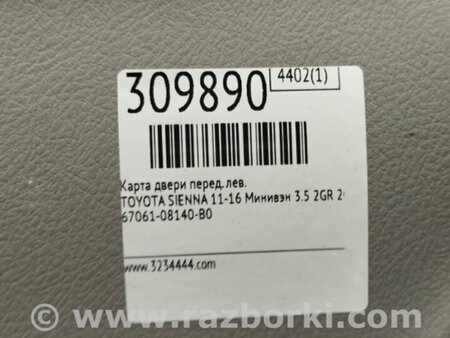 309890
4402(1)
Карта двери перед.лев.
TOYOTA SIENNA 11-16 Минивэн 3.5 2GR
67061-08140-B0
www.3234444.com
© www.razborki.com